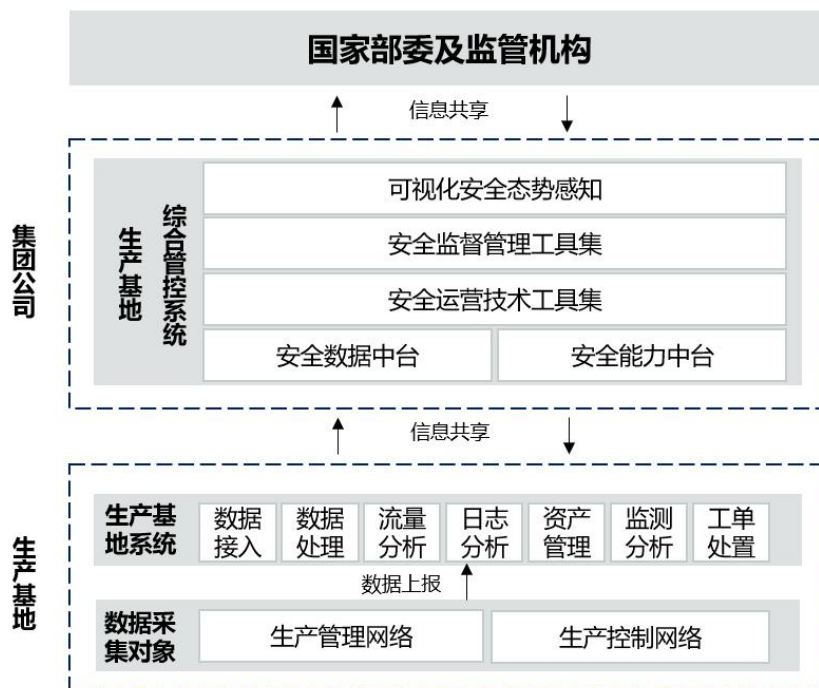 国家部委及监管机构
信息共享
集团公司
生产基地
综合管控系统
可视化安全态势感知
安全监督管理工具集
安全运营技术工具集
安全数据中台
安全能力中台
信息共享
生产基地
生产基
地系统
数据
接入
数据
处理
流量
分析
日志
分析
资产
管理
监测
分析
工单
处置
数据上报
数据采
集对象
生产管理网络
生产控制网络